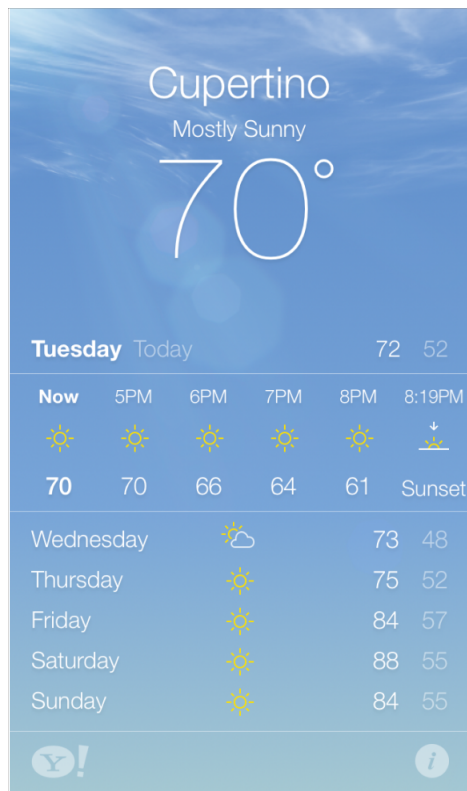 Cupertino
Mostly Sunny
70°
Tuesday Today 72 52
Now 5PM 6PM 7PM 8PM 8:19PM
70 70 66 64 61 Sunset
Wednesday 73 48
Thursday 75 52
Friday 84 57
Saturday 88 55
Sunday 84 55
Y! i